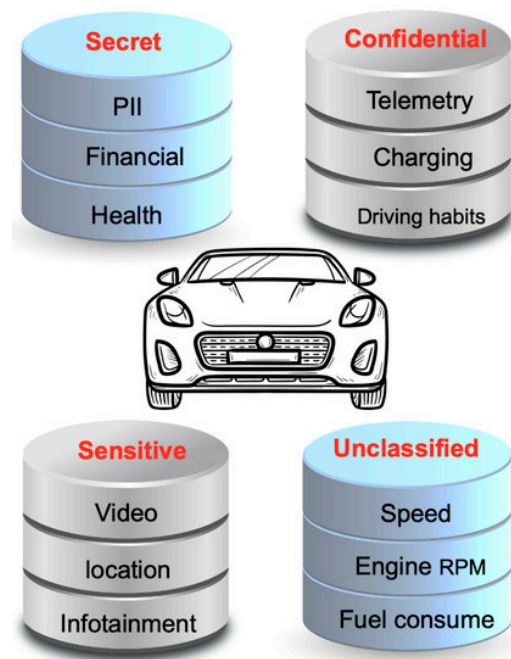 Secret
PII
Financial
Health
Confidential
Telemetry
Charging
Driving habits
Sensitive
Video
location
Infotainment
Unclassified
Speed
Engine RPM
Fuel consume